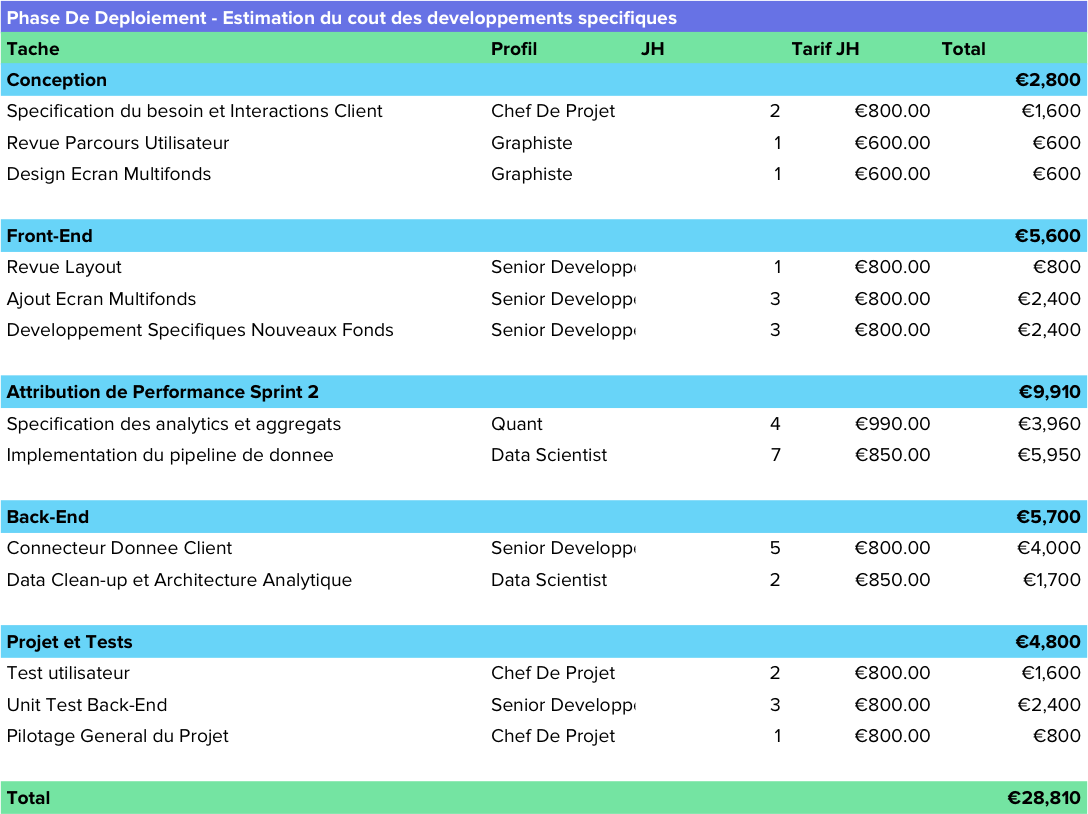 Phase De Deploiement - Estimation du cout des developpements specifiques
Tache Profil JH Tarif JH Total
Conception €2,800
Specification du besoin et Interactions Client Chef De Projet 2 €800.00 €1,600
Revue Parcours Utilisateur Graphiste 1 €600.00 €600
Design Ecran Multifonds Graphiste 1 €600.00 €600
Front-End €5,600
Revue Layout Senior Developp 1 €800.00 €800
Ajout Ecran Multifonds Senior Developp 3 €800.00 €2,400
Developpement Specifiques Nouveaux Fonds Senior Developp 3 €800.00 €2,400
Attribution de Performance Sprint 2 €9,910
Specification des analytics et aggregats Quant 4 €990.00 €3,960
Implementation du pipeline de donnee Data Scientist 7 €850.00 €5,950
Back-End €5,700
Connecteur Donnee Client Senior Developp 5 €800.00 €4,000
Data Clean-up et Architecture Analytique Data Scientist 2 €850.00 €1,700
Projet et Tests €4,800
Test utilisateur Chef De Projet 2 €800.00 €1,600
Unit Test Back-End Senior Developp 3 €800.00 €2,400
Pilotage General du Projet Chef De Projet 1 €800.00 €800
Total €28,810